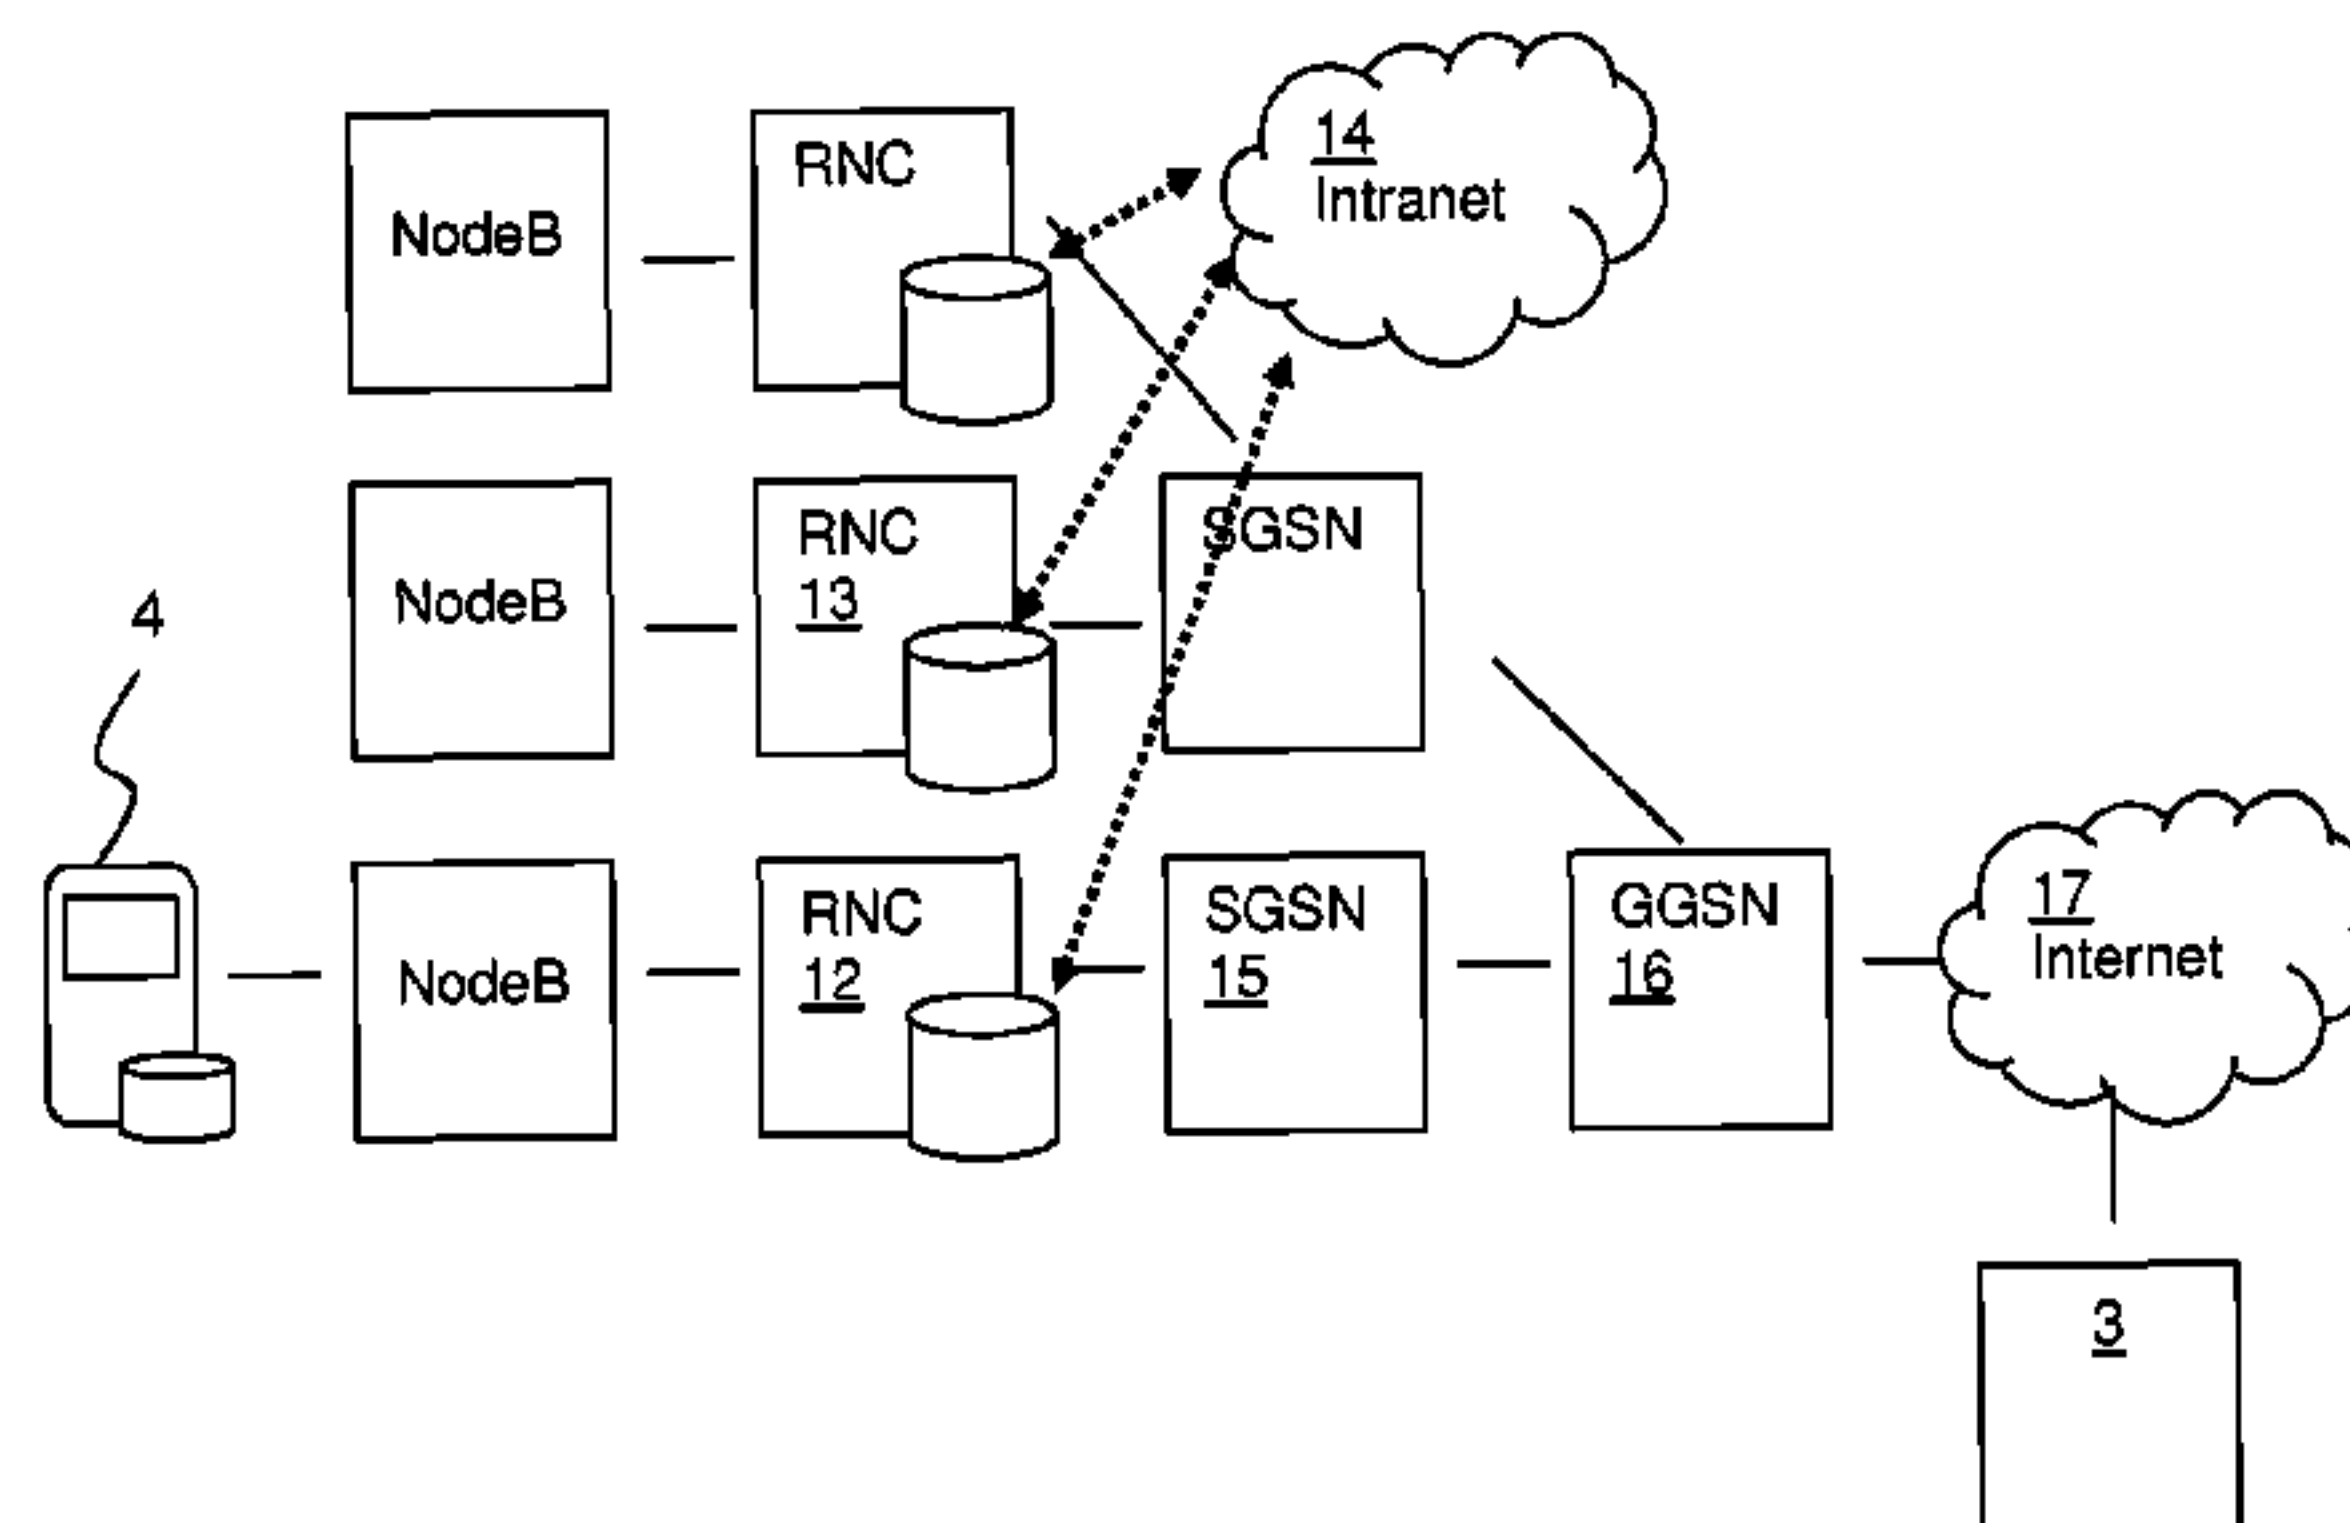 14
Intranet
RNC
NodeB
RNC
13
SGSN
NodeB
4
RNC
12
SGSN
15
GGSN
16
17
Internet
NodeB
3